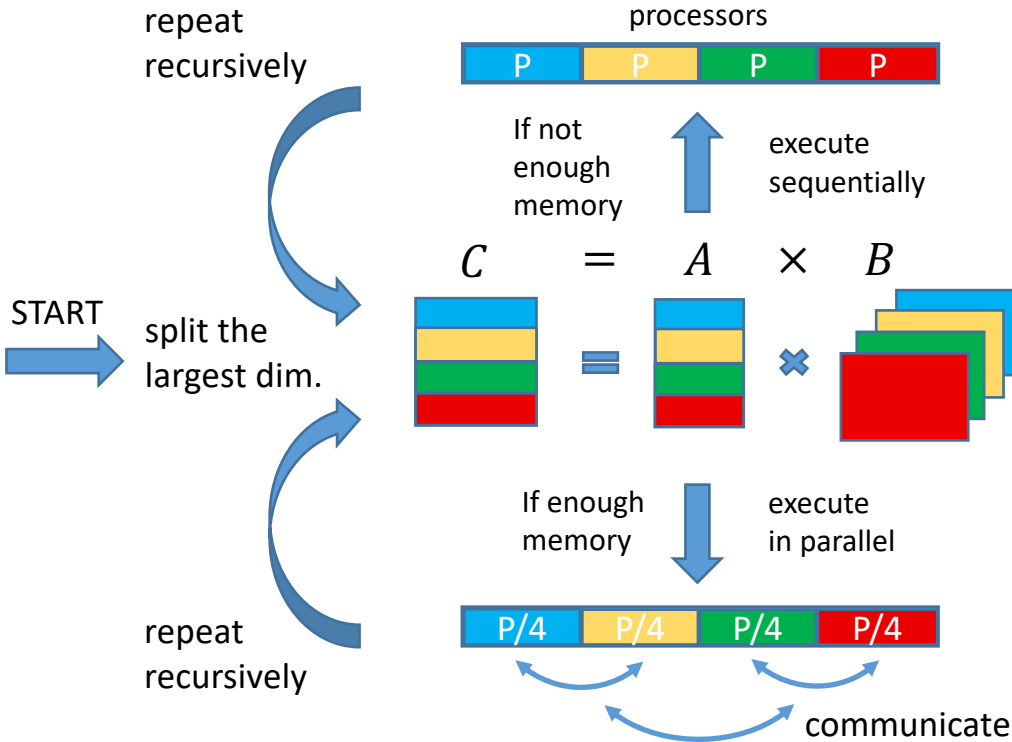 repeat
recursively
processors
P P P P
If not
enough
memory
execute
sequentially
C = A × B
START
split the
largest dim.
If enough
memory
execute
in parallel
repeat
recursively
P/4 P/4 P/4 P/4
communicate